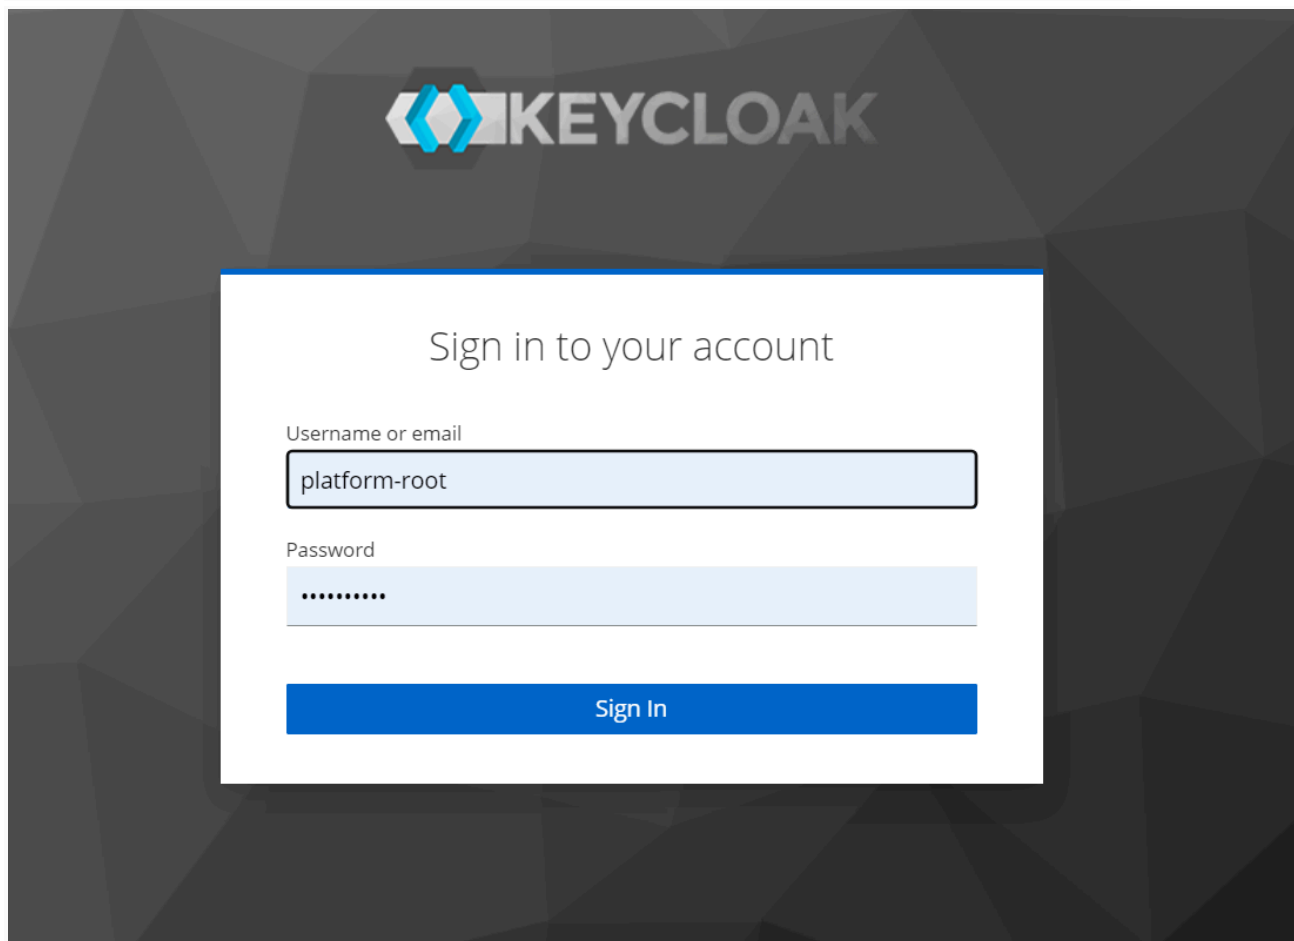 KEYCLOAK
Sign in to your account
Username or email
platform-root
Password
••••••••••
Sign In